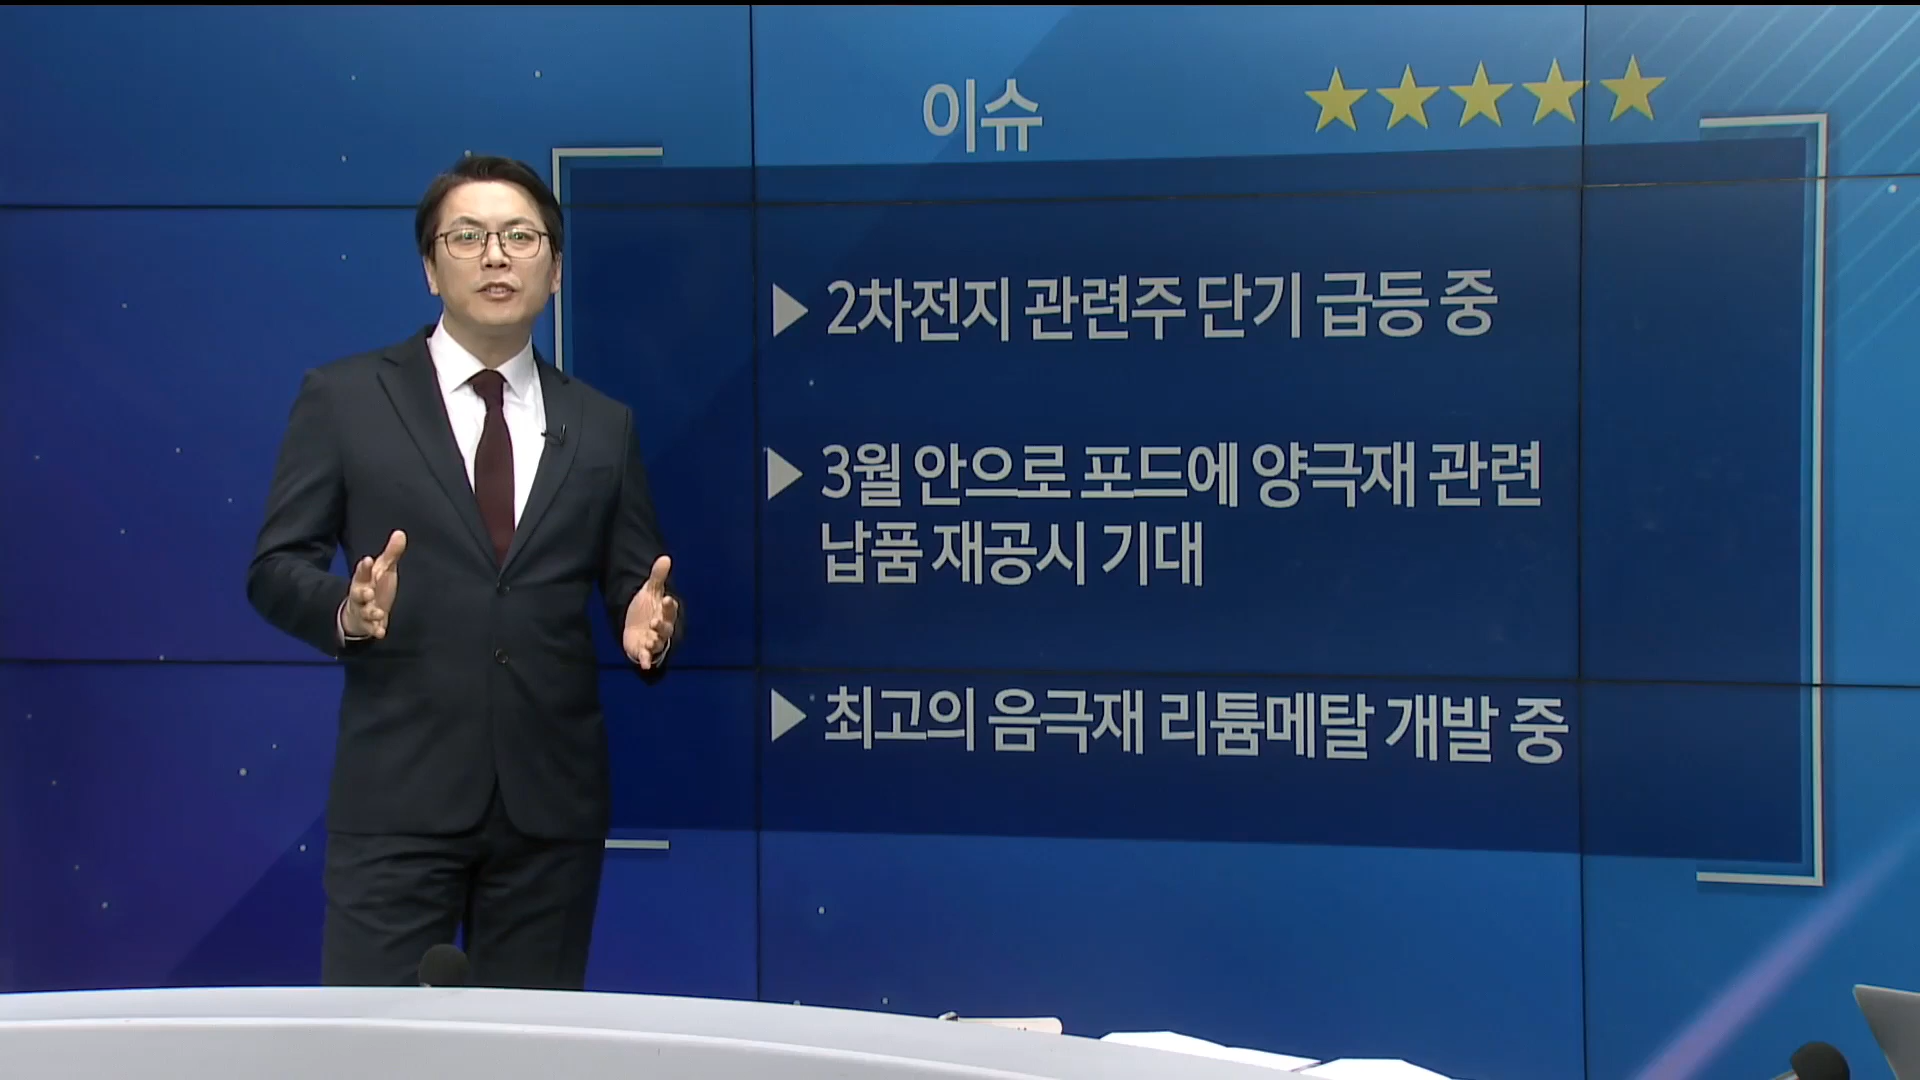 이슈 ★★★★★
▶ 2차전지 관련주 단기 급등 중
▶ 3월 안으로 포드에 양극재 관련
납품 재공시 기대
▶ 최고의 음극재 리튬메탈 개발 중